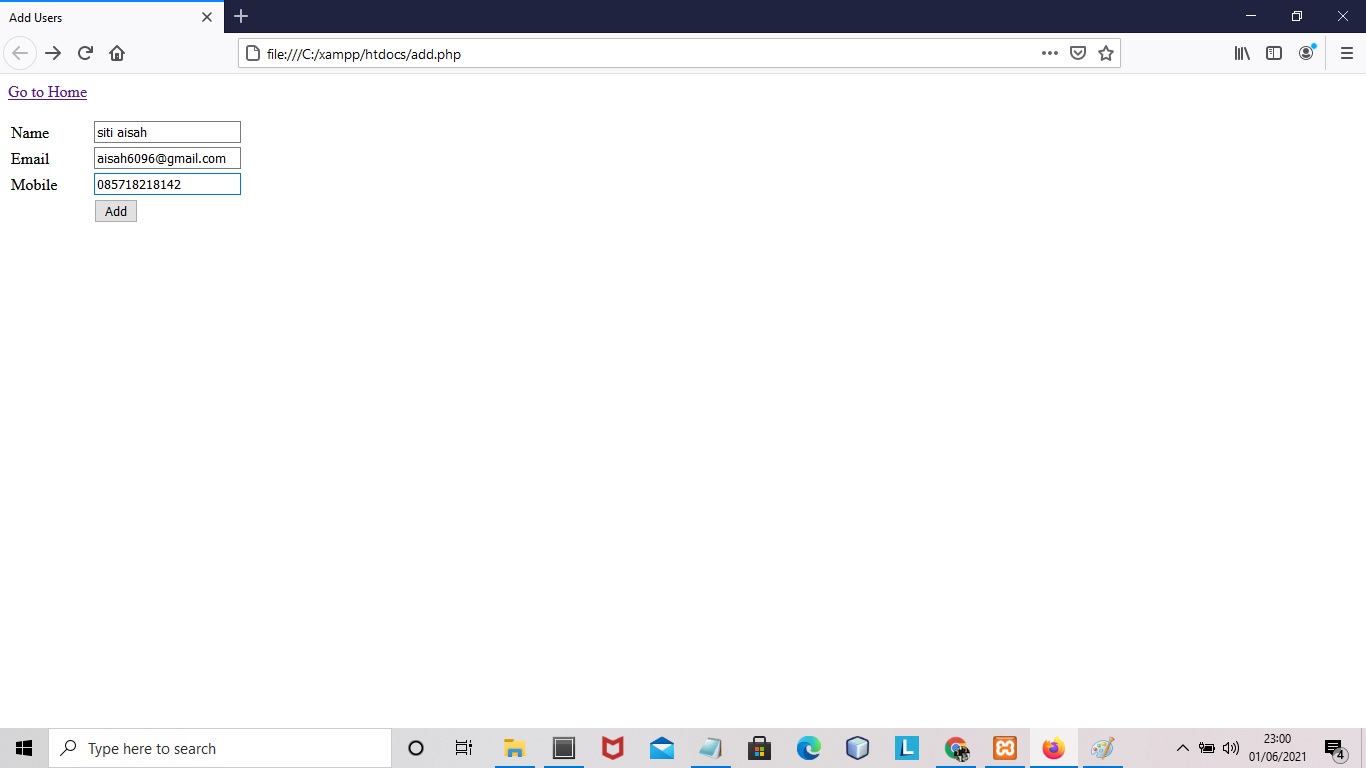 Add Users
file:///C:/xampp/htdocs/add.php
Go to Home
Name siti aisah
Email aisah6096@gmail.com
Mobile 085718218142
Add
Type here to search
L
23:00
01/06/2021
4